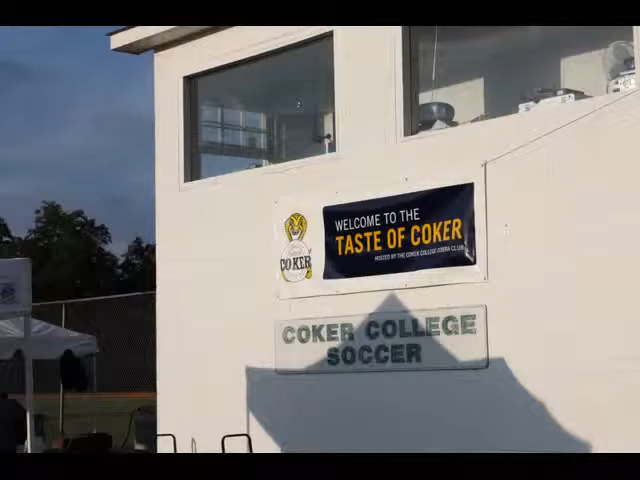 WELCOME TO THE
TASTE OF COKER
HOSTED BY THE COKER COLLEGE COBRA CLUB
COKER
COKER COLLEGE
SOCCER